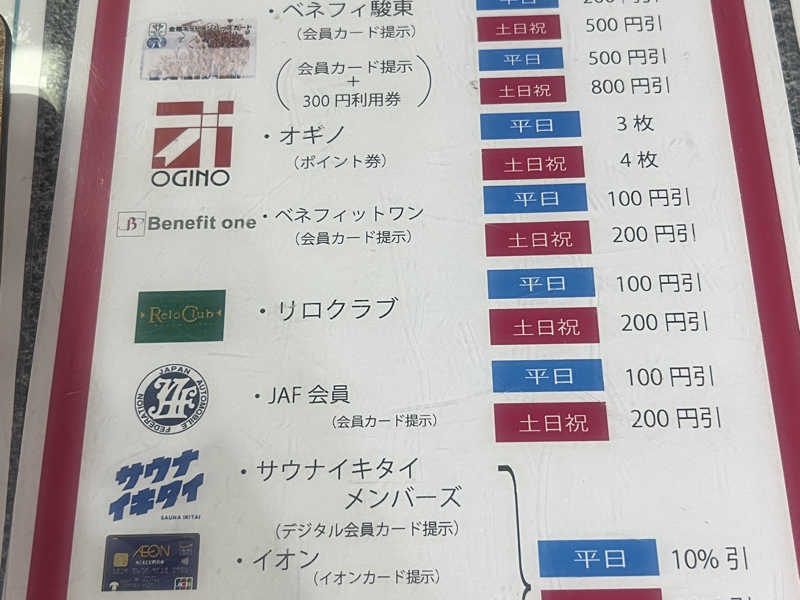 ・ベネフィ駿東
（会員カード提示）
土日祝 500円引
会員カード提示
＋
300円利用券
平日 500円引
土日祝 800円引
OGINO
・オギノ
（ポイント券）
平日 3枚
土日祝 4枚
Benefit one
・ベネフィットワン
（会員カード提示）
平日 100円引
土日祝 200円引
Relo Club
・リロクラブ
平日 100円引
土日祝 200円引
JAPAN AUTOMOBILE FEDERATION
JAF
・JAF会員
（会員カード提示）
平日 100円引
土日祝 200円引
サウナ
イキタイ
SAUNA IKITAI
・サウナイキタイ
メンバーズ
（デジタル会員カード提示）
AEON
JCB
・イオン
（イオンカード提示）
平日 10%引